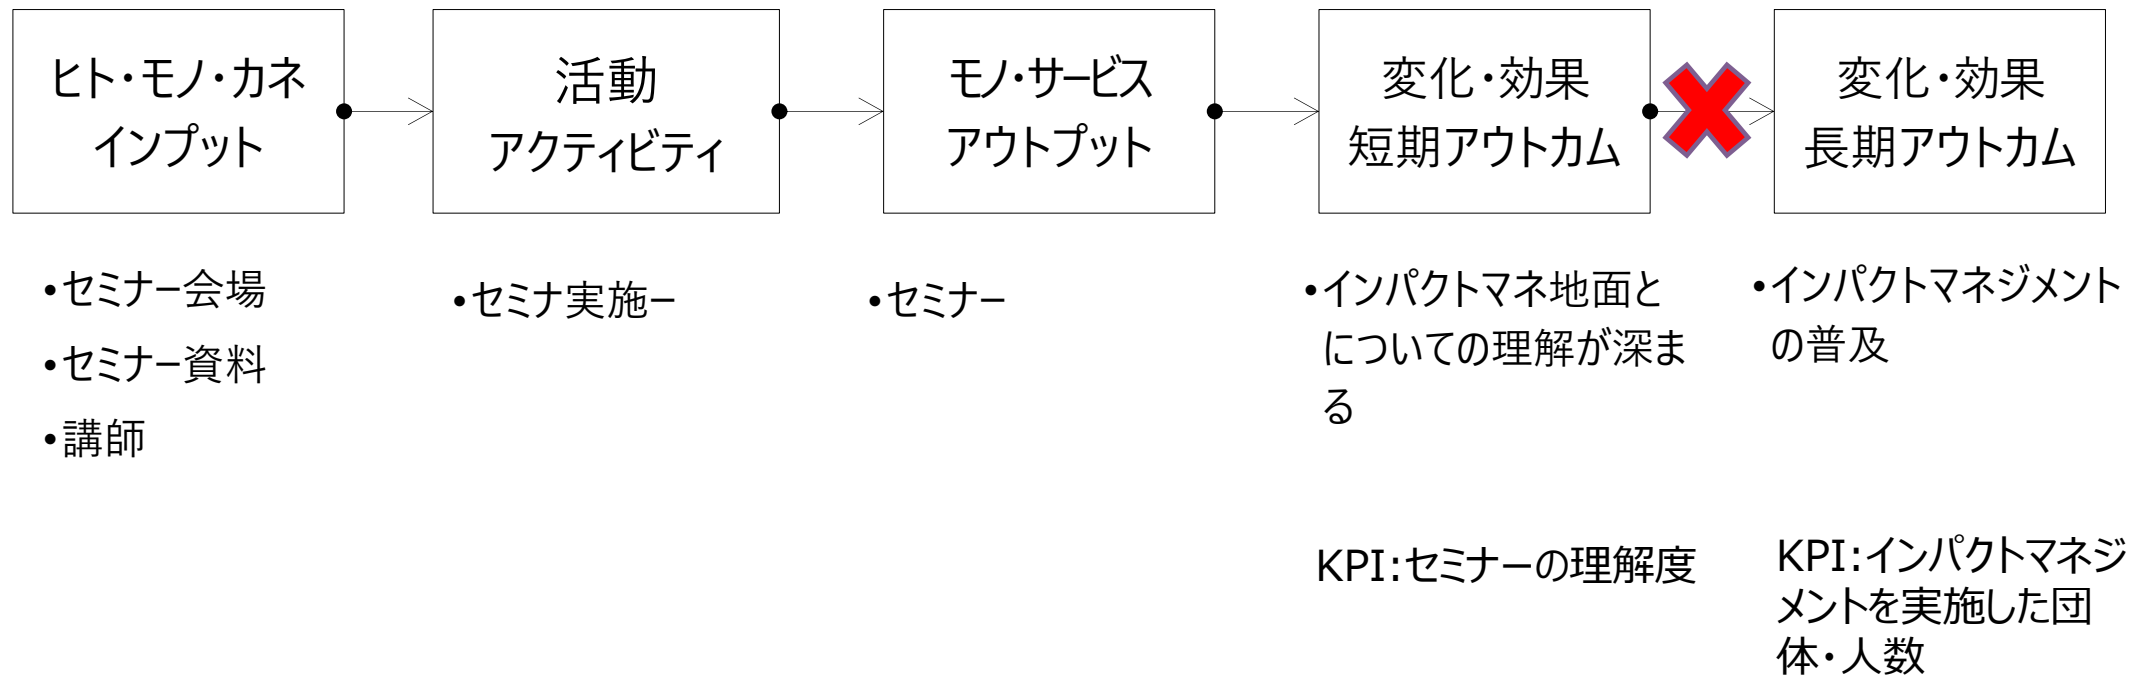 ヒト・モノ・カネ
インプット
活動
アクティビティ
モノ・サービス
アウトプット
変化・効果
短期アウトカム
変化・効果
長期アウトカム
•セミナー会場
•セミナー資料
•講師
•セミナ実施ー
•セミナー
•インパクトマネ地面と
についての理解が深ま
る
•インパクトマネジメント
の普及
KPI:セミナーの理解度
KPI:インパクトマネジ
メントを実施した団
体・人数